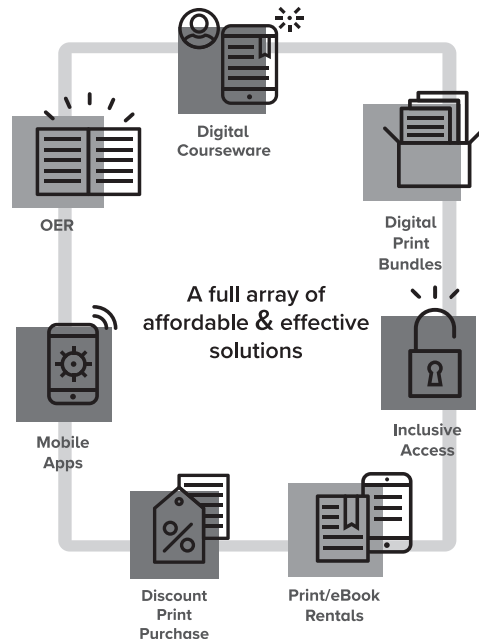 Digital
Courseware
OER
Digital
Print
Bundles
A full array of
affordable & effective
solutions
Mobile
Apps
Inclusive
Access
Discount
Print
Purchase
Print/eBook
Rentals